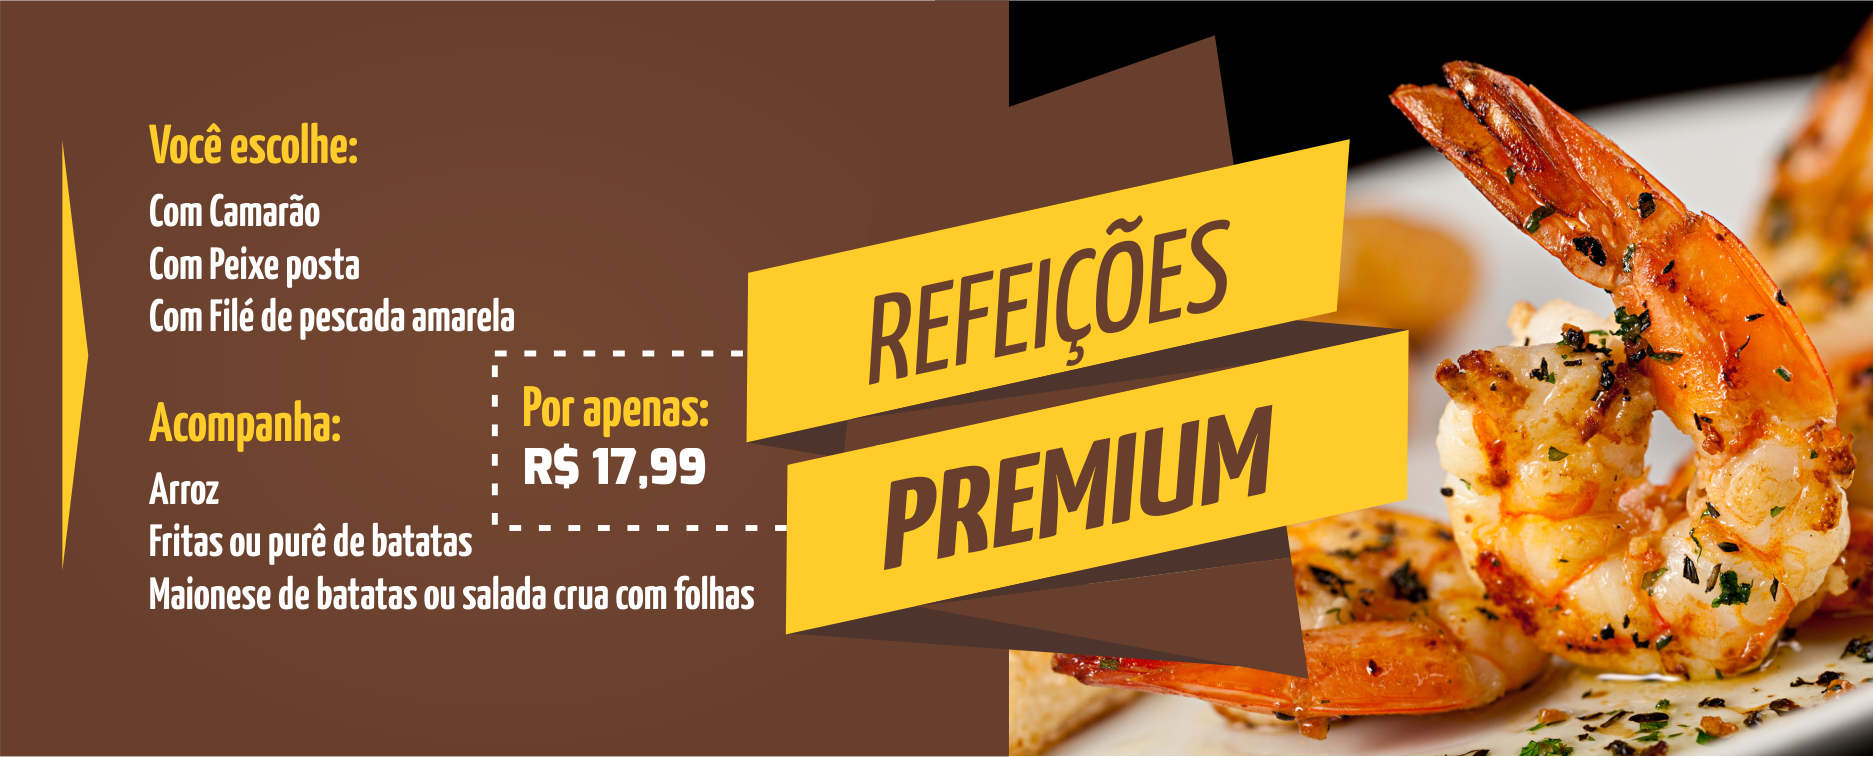 Você escolhe:
Com Camarão
Com Peixe posta
Com Filé de pescada amarela
Acompanha:
Arroz
Fritas ou purê de batatas
Maionese de batatas ou salada crua com folhas
Por apenas:
R$ 17,99
REFEIÇÕES
PREMIUM